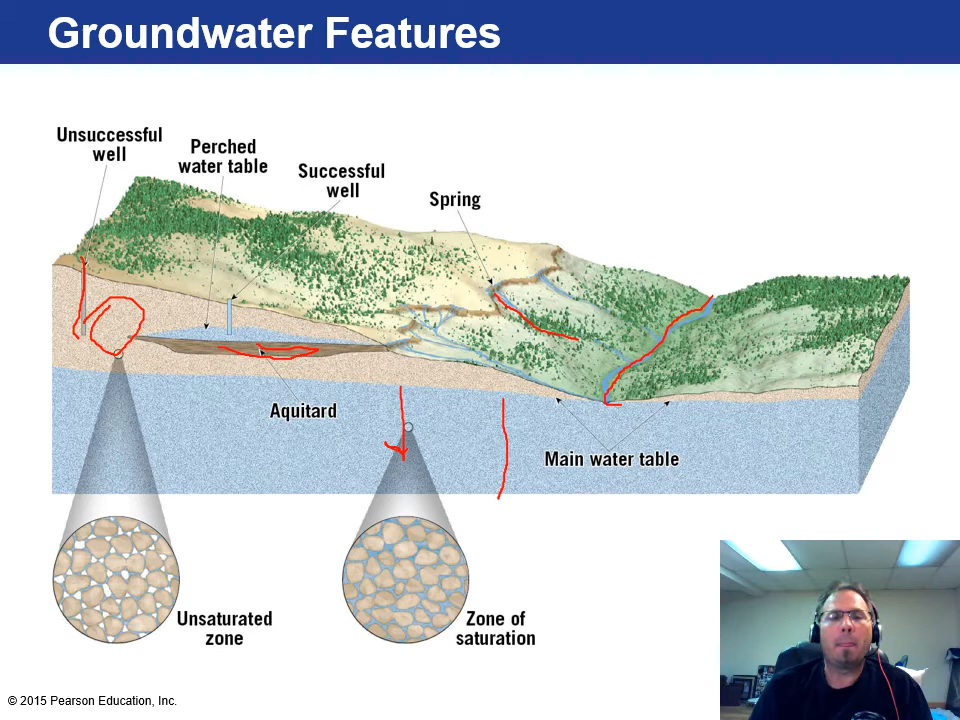 Groundwater Features
Unsuccessful
well
Perched
water table
Successful
well
Spring
Aquitard
Main water table
Unsaturated
zone
Zone of
saturation
© 2015 Pearson Education, Inc.